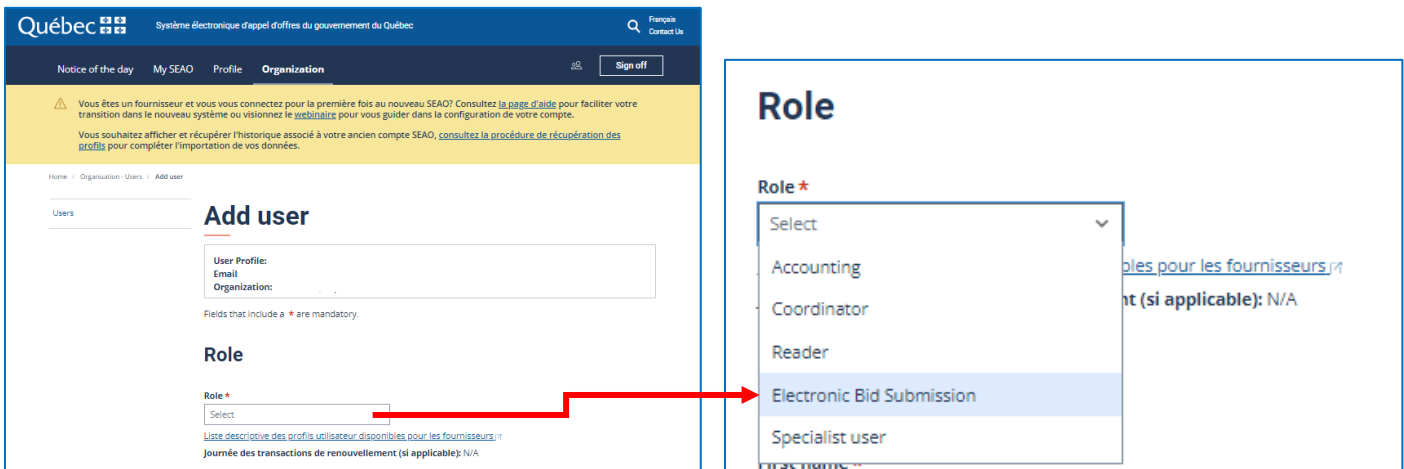 Québec
Système électronique d'appel d'offres du gouvernement du Québec
Français
Contact Us
Notice of the day My SEAO Profile Organization Sign off
Vous êtes un fournisseur et vous vous connectez pour la première fois au nouveau SEAO? Consultez la page d'aide pour faciliter votre
transition dans le nouveau système ou visionnez le webinaire pour vous guider dans la configuration de votre compte.
Vous souhaitez afficher et récupérer l'historique associé à votre ancien compte SEAO, consultez la procédure de récupération des
profils pour compléter l'importation de vos données.
Home / Organization - Users / Add user
Users
Add user
User Profile:
Email
Organization:
Fields that include a * are mandatory.
Role
Role *
Select
Liste descriptive des profils utilisateur disponibles pour les fournisseurs
Journée des transactions de renouvellement (si applicable): N/A
Role
Role *
Select
Accounting
bles pour les fournisseurs
Coordinator
nt (si applicable): N/A
Reader
Electronic Bid Submission
Specialist user
First name *